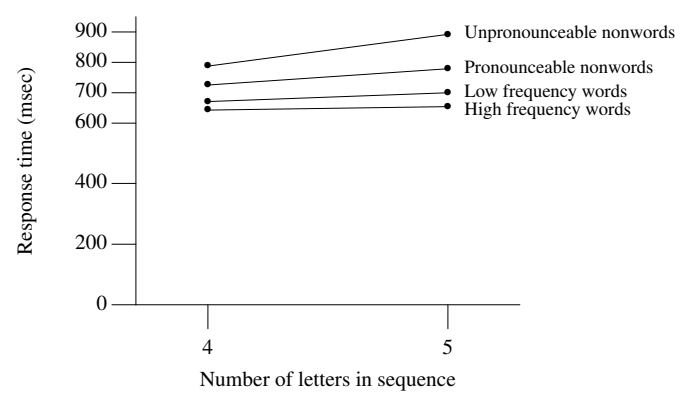 900
800
700
600
400
200
0
Response time (msec)
Unpronounceable nonwords
Pronounceable nonwords
Low frequency words
High frequency words
4
5
Number of letters in sequence